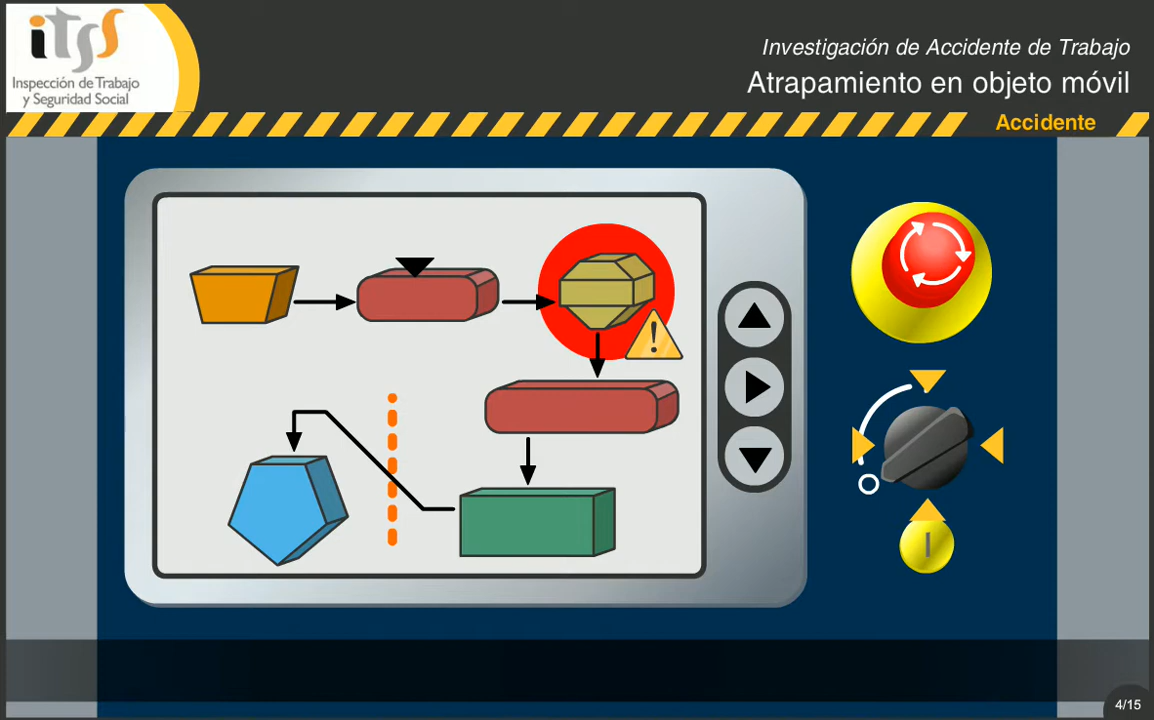 itss
Inspección de Trabajo
y Seguridad Social
Investigación de Accidente de Trabajo
Atrapamiento en objeto móvil
Accidente
!
4/15